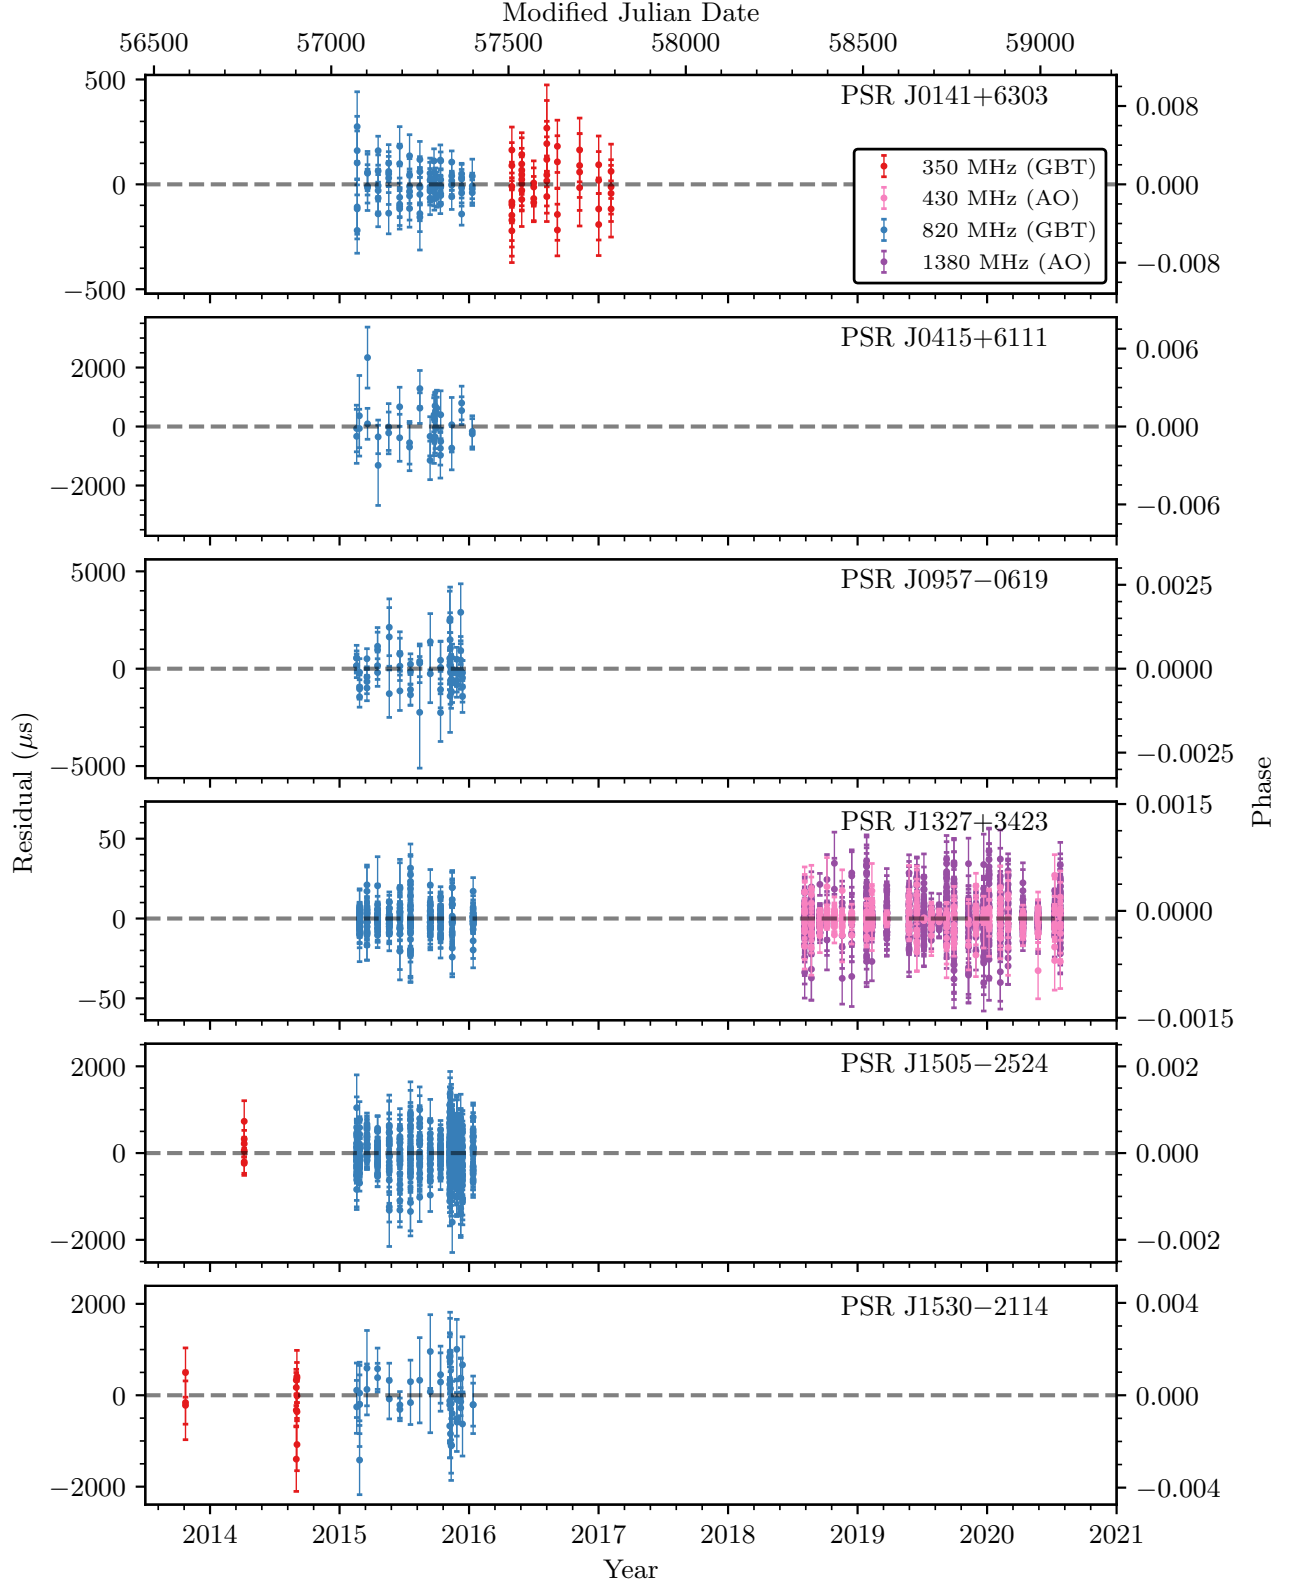 Modified Julian Date
56500 57000 57500 58000 58500 59000
PSR J0141+6303
500
0
−500
0.008
0.000
−0.008
350 MHz (GBT)
430 MHz (AO)
820 MHz (GBT)
1380 MHz (AO)
PSR J0415+6111
2000
0
−2000
0.006
0.000
−0.006
PSR J0957−0619
5000
0
−5000
0.0025
0.0000
−0.0025
Residual (μs)
Phase
PSR J1327+3423
50
0
−50
0.0015
0.0000
−0.0015
PSR J1505−2524
2000
0
−2000
0.002
0.000
−0.002
PSR J1530−2114
2000
0
−2000
0.004
0.000
−0.004
2014 2015 2016 2017 2018 2019 2020 2021
Year